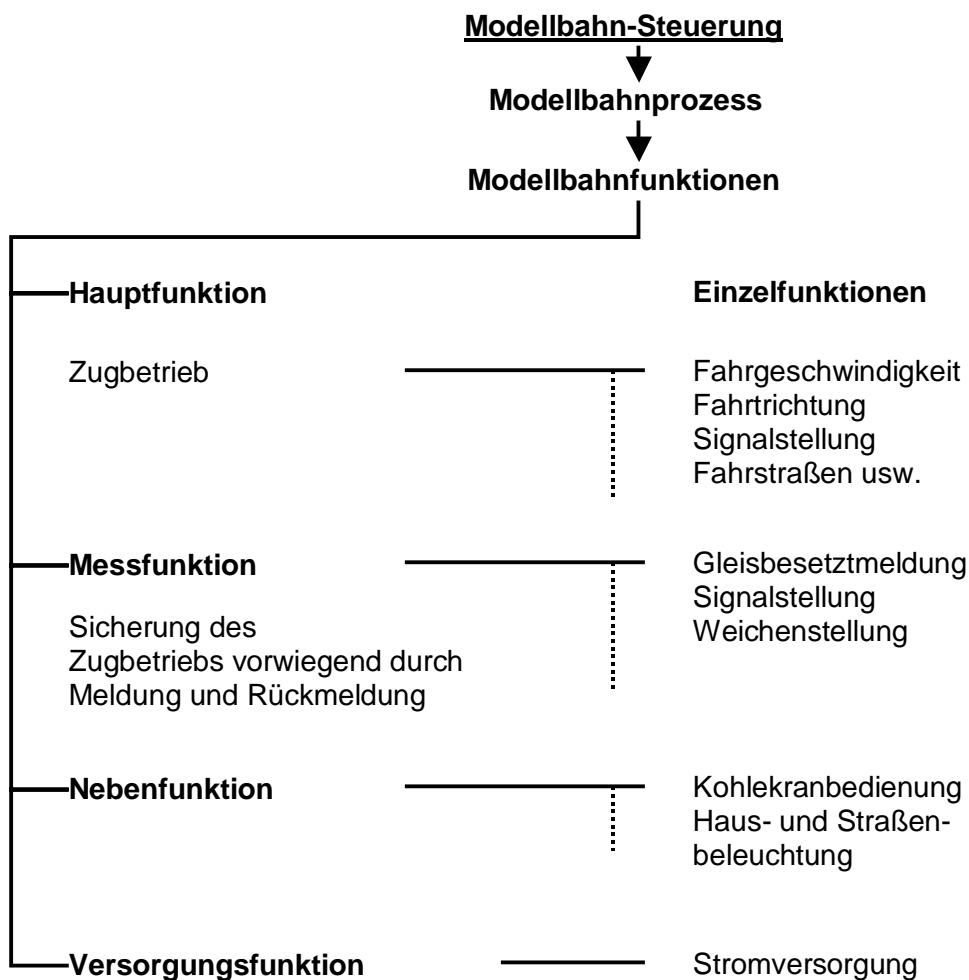 Modellbahn-Steuerung
Modellbahnprozess
Modellbahnfunktionen
Hauptfunktion
Einzelfunktionen
Zugbetrieb
Fahrgeschwindigkeit
Fahrtrichtung
Signalstellung
Fahrstraßen usw.
Messfunktion
Gleisbesetztmeldung
Signalstellung
Weichenstellung
Sicherung des
Zugbetriebs vorwiegend durch
Meldung und Rückmeldung
Nebenfunktion
Kohlekranbedienung
Haus- und Straßen-
beleuchtung
Versorgungsfunktion
Stromversorgung